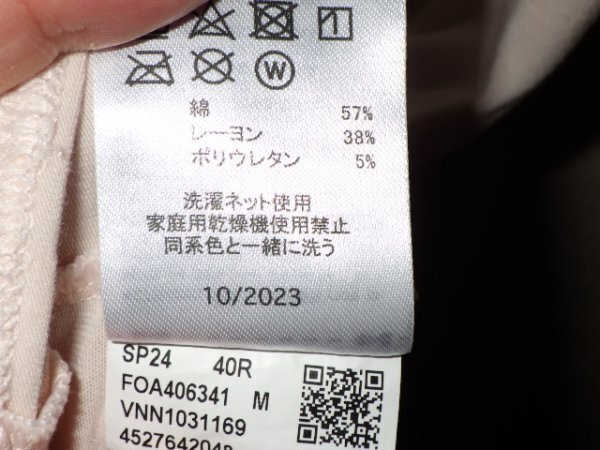 1
W
綿 57%
レーヨン 38%
ポリウレタン 5%
洗濯ネット使用
家庭用乾燥機使用禁止
同系色と一緒に洗う
10/2023
SP24 40R
FOA406341 M
VNN1031169